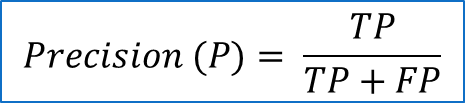 Precision (P) = TP / (TP + FP)